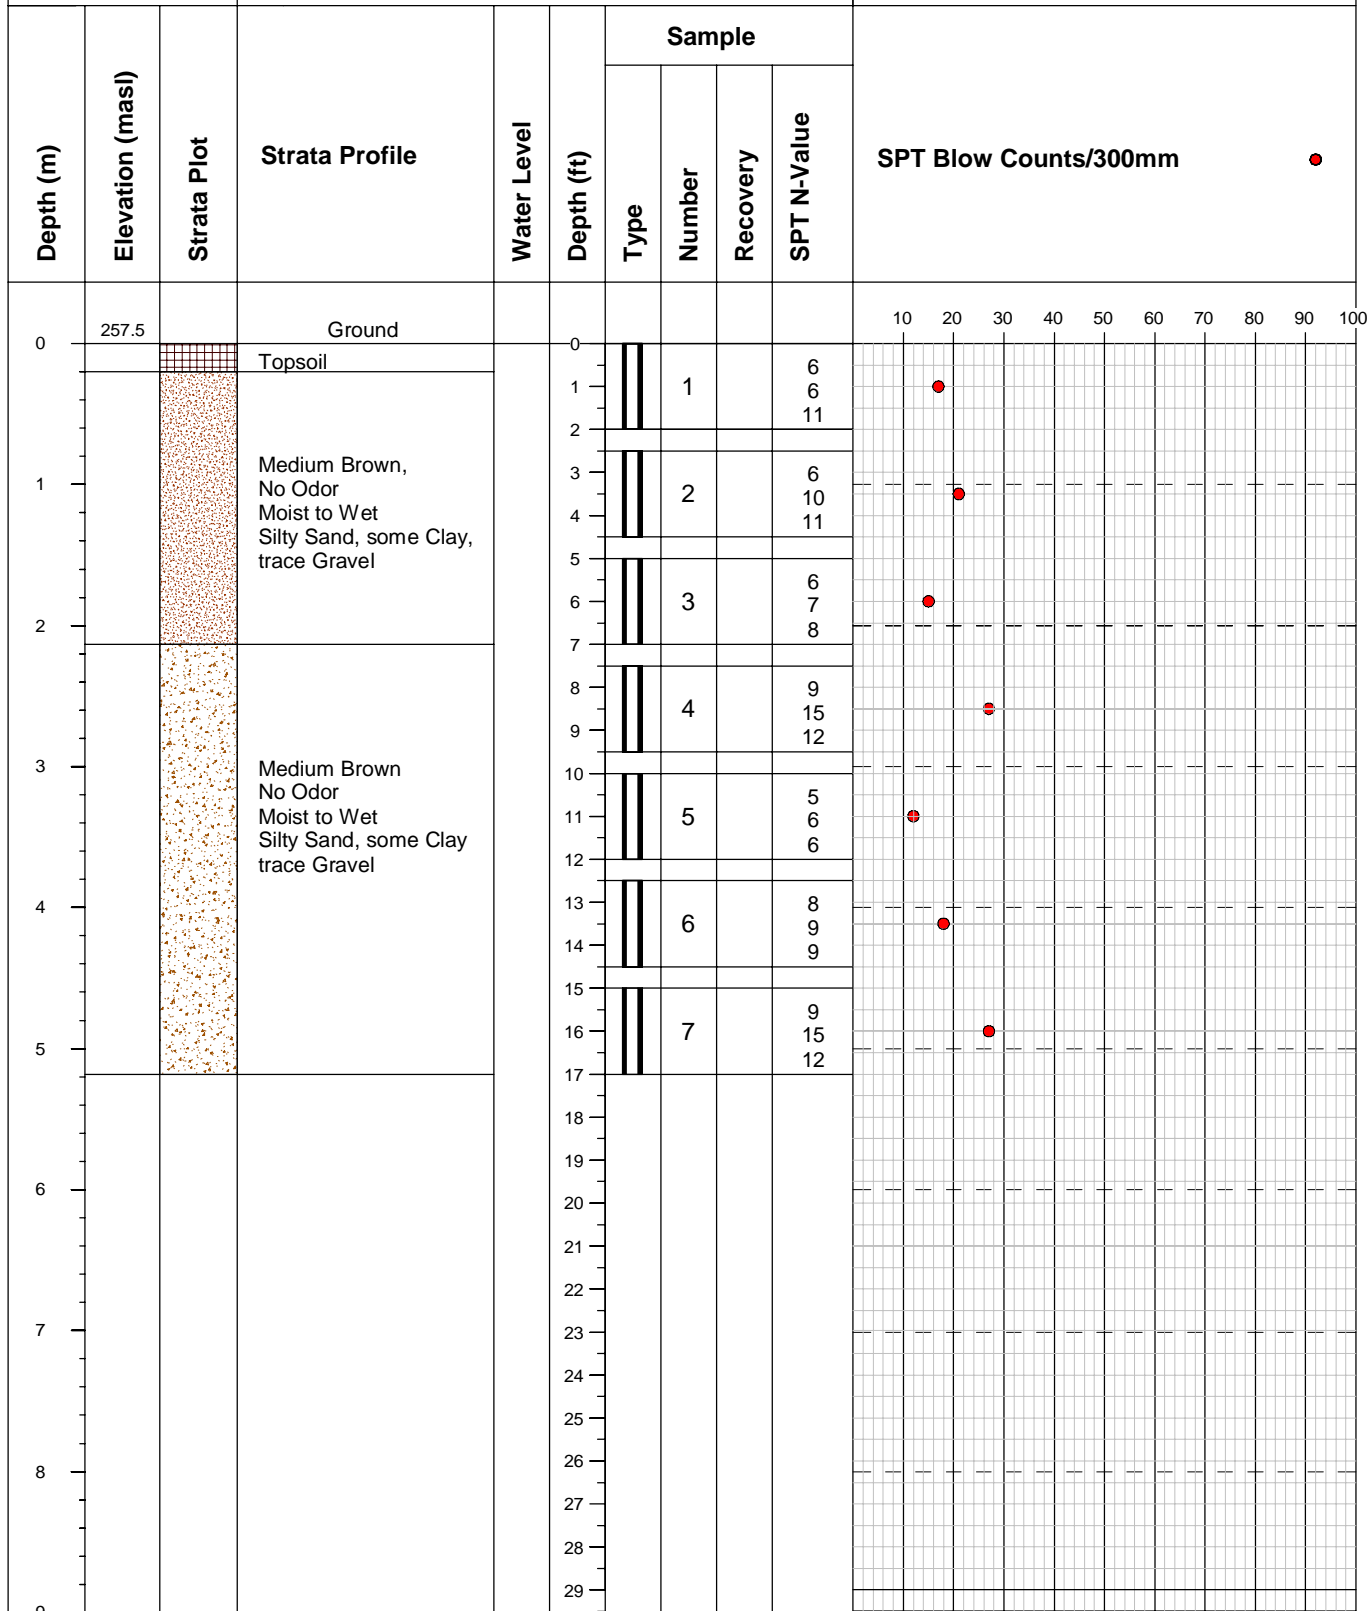 Sample
Depth (m)
Elevation (masl)
Strata Plot
Strata Profile
Water Level
Depth (ft)
Type
Number
Recovery
SPT N-Value
SPT Blow Counts/300mm
10 20 30 40 50 60 70 80 90 100
257.5 Ground
0 0
Topsoil
6
1 1 6
11
2
Medium Brown,
No Odor
Moist to Wet
Silty Sand, some Clay,
trace Gravel
3 6
1 2 10
4 11
5
6
6 3 7
8
2
7
8 9
4 15
9 12
Medium Brown
No Odor
Moist to Wet
Silty Sand, some Clay
trace Gravel
3
10
5
11 5 6
6
12
13 8
4 6 9
14 9
15
9
16 7 15
12
5
17
18
19
6
20
21
22
7
23
24
25
8
26
27
28
29